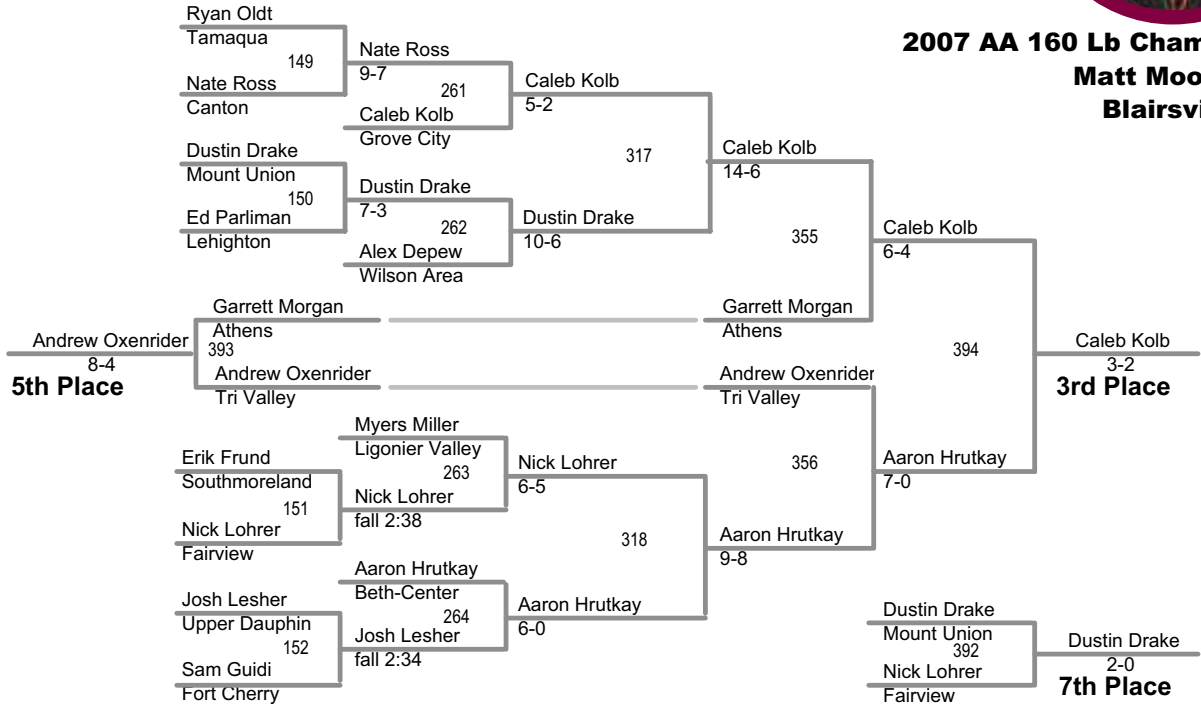 2007 AA 160 Lb Cham
Matt Moo
Blairsvi
Ryan Oldt
Tamaqua
149
Nate Ross
Canton
Nate Ross
9-7
261
Caleb Kolb
Grove City
Caleb Kolb
5-2
Dustin Drake
Mount Union
150
Ed Parliman
Lehighton
Dustin Drake
7-3
262
Alex Depew
Wilson Area
Dustin Drake
10-6
317
Caleb Kolb
14-6
355
Garrett Morgan
Athens
Caleb Kolb
6-4
Garrett Morgan
Athens
393
Andrew Oxenrider
Tri Valley
Andrew Oxenrider
8-4
5th Place
394
Caleb Kolb
3-2
3rd Place
Andrew Oxenrider
Tri Valley
356
Aaron Hrutkay
7-0
Myers Miller
Ligonier Valley
263
Erik Frund
Southmoreland
151
Nick Lohrer
Fairview
Nick Lohrer
fall 2:38
Nick Lohrer
6-5
318
Aaron Hrutkay
9-8
Aaron Hrutkay
Beth-Center
264
Josh Lesher
Upper Dauphin
152
Sam Guidi
Fort Cherry
Josh Lesher
fall 2:34
Aaron Hrutkay
6-0
Dustin Drake
Mount Union
392
Nick Lohrer
Fairview
Dustin Drake
2-0
7th Place